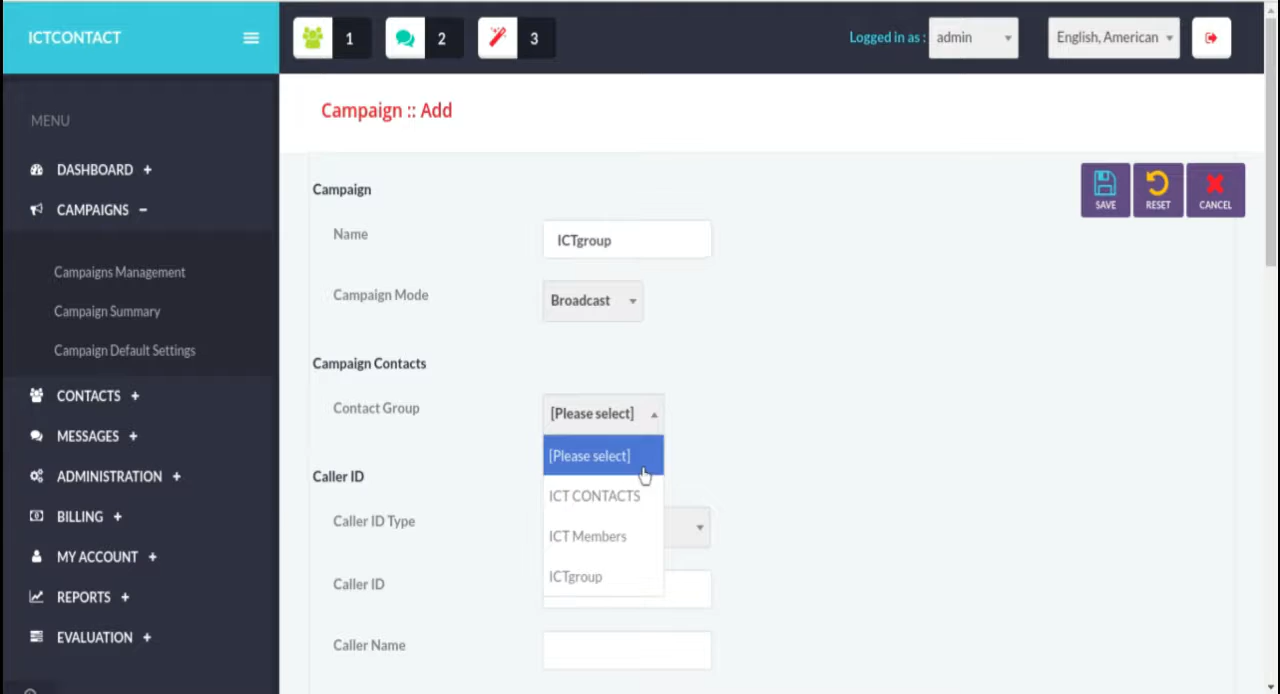 ICTCONTACT
1
2
3
Logged in as :
admin
English, American
MENU
Campaign :: Add
DASHBOARD +
CAMPAIGNS −
Campaigns Management
Campaign Summary
Campaign Default Settings
CONTACTS +
MESSAGES +
ADMINISTRATION +
BILLING +
MY ACCOUNT +
REPORTS +
EVALUATION +
SAVE
RESET
CANCEL
Campaign
Name
ICTgroup
Campaign Mode
Broadcast
Campaign Contacts
Contact Group
[Please select]
[Please select]
ICT CONTACTS
ICT Members
ICTgroup
Caller ID
Caller ID Type
Caller ID
Caller Name